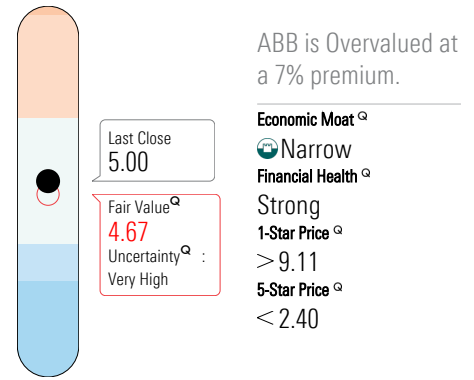 ABB is Overvalued at
a 7% premium.
Last Close
5.00
Fair Value Q
4.67
Uncertainty Q :
Very High
Economic Moat Q
Narrow
Financial Health Q
Strong
1-Star Price Q
>9.11
5-Star Price Q
<2.40